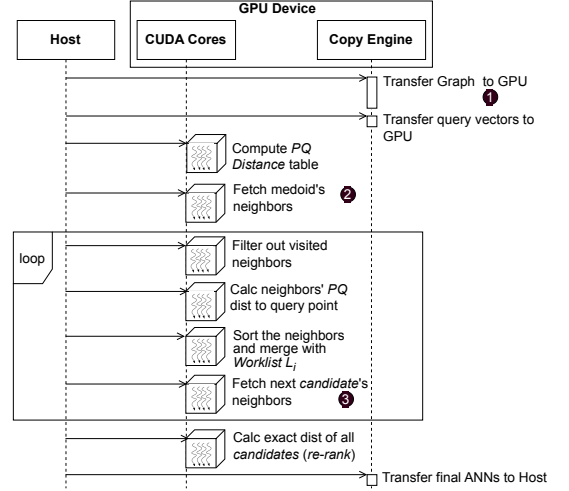 GPU Device
Host
CUDA Cores
Copy Engine
Transfer Graph to GPU
1
Transfer query vectors to
GPU
Compute PQ
Distance table
Fetch medoid's
neighbors
2
loop
Filter out visited
neighbors
Calc neighbors' PQ
dist to query point
Sort the neighbors
and merge with
Worklist Li
Fetch next candidate's
neighbors
3
Calc exact dist of all
candidates (re-rank)
Transfer final ANNs to Host